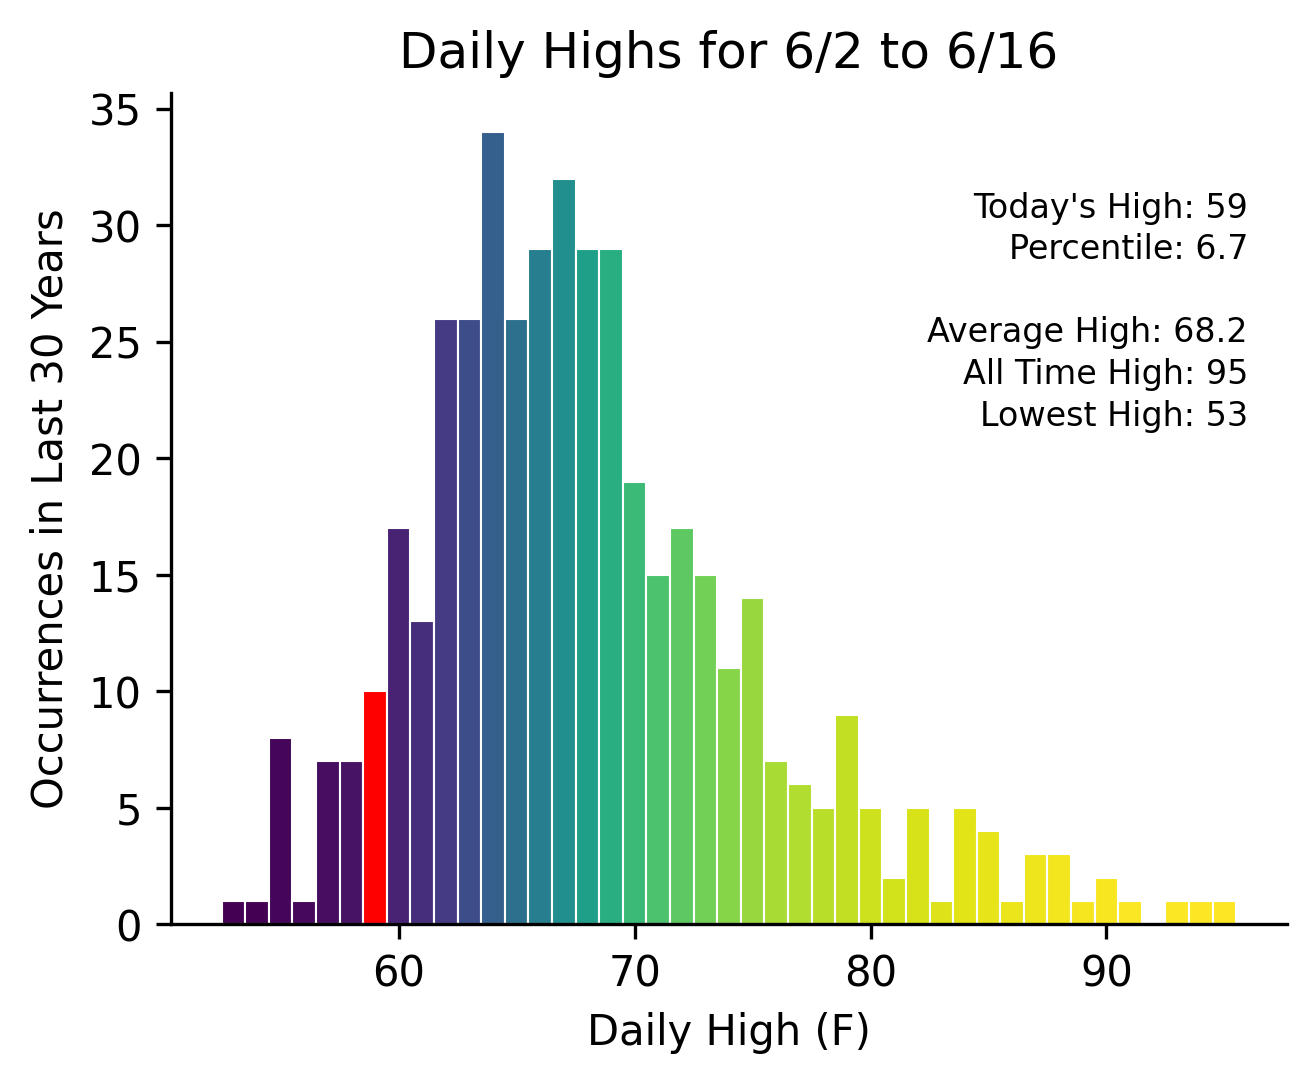 Daily Highs for 6/2 to 6/16
35
30
25
20
15
10
5
0
Occurrences in Last 30 Years
Today's High: 59
Percentile: 6.7
Average High: 68.2
All Time High: 95
Lowest High: 53
60 70 80 90
Daily High (F)